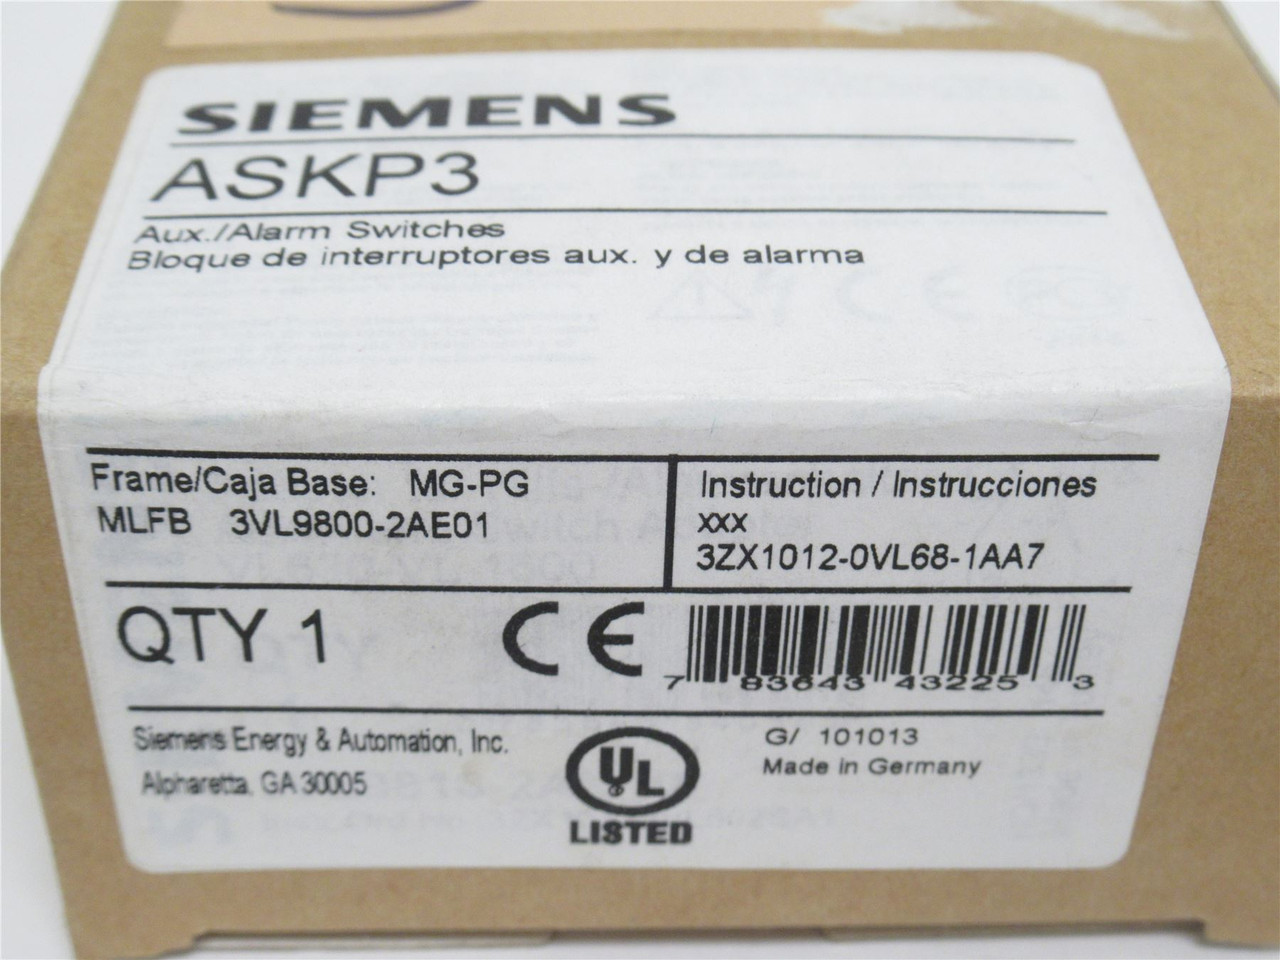 SIEMENS
ASKP3
Aux./Alarm Switches
Bloque de interruptores aux. y de alarma
Frame/Caja Base: MG-PG
MLFB 3VL9800-2AE01
Instruction / Instrucciones
xxx
3ZX1012-0VL68-1AA7
QTY 1
CE
7 83643 43225 3
Siemens Energy & Automation, Inc.
Alpharetta, GA 30005
UL
LISTED
G/ 101013
Made in Germany